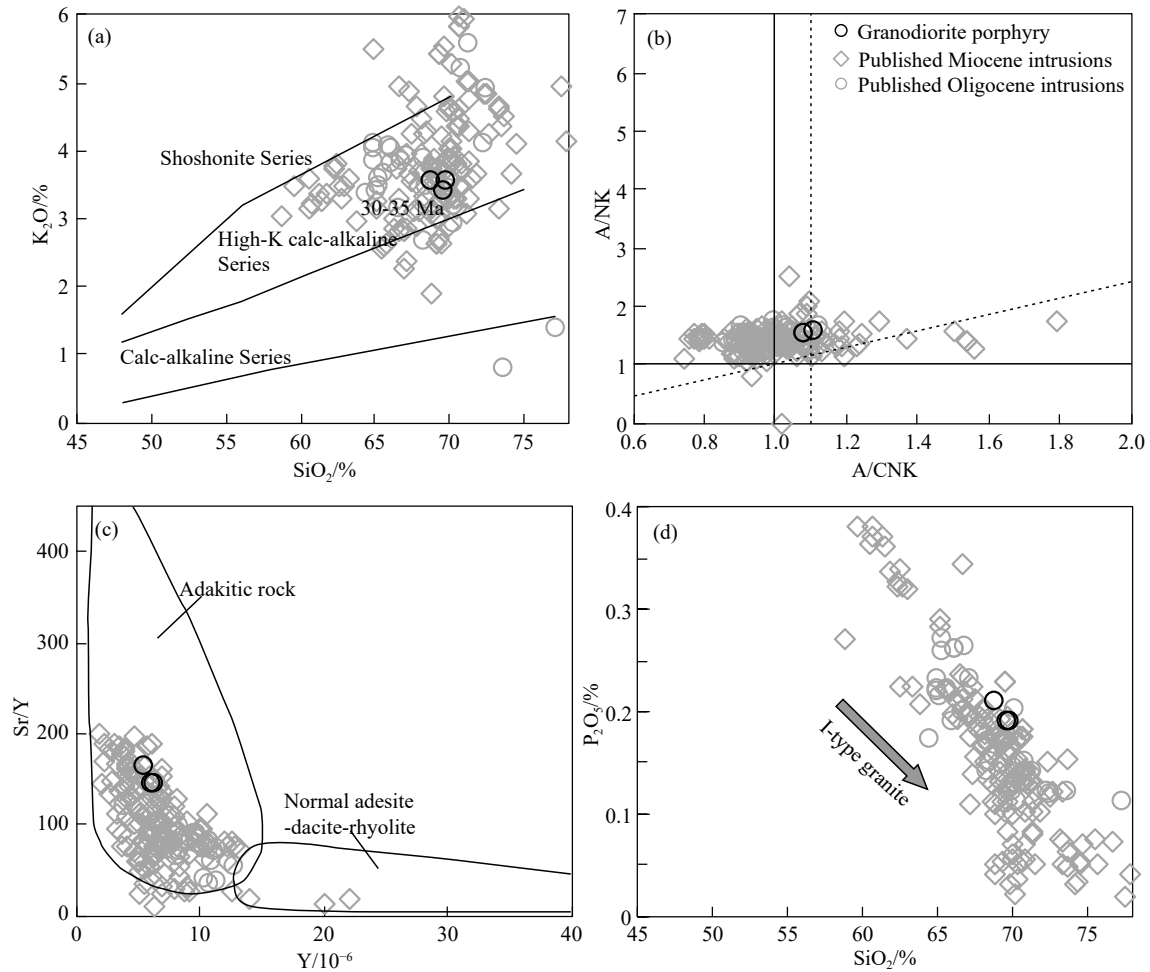 (a)
6
5
4
3
2
1
0
K₂O/%
Shoshonite Series
30-35 Ma
High-K calc-alkaline
Series
Calc-alkaline Series
45
50
55
60
65
70
75
SiO₂/%
(b)
7
6
5
4
3
2
1
0
A/NK
Granodiorite porphyry
Published Miocene intrusions
Published Oligocene intrusions
0.6
0.8
1.0
1.2
1.4
1.6
1.8
2.0
A/CNK
(c)
400
300
200
100
0
Sr/Y
Adakitic rock
Normal adesite
-dacite-rhyolite
0
10
20
30
40
Y/10⁻⁶
(d)
0.4
0.3
0.2
0.1
0
P₂O₅/%
I-type granite
45
50
55
60
65
70
75
SiO₂/%